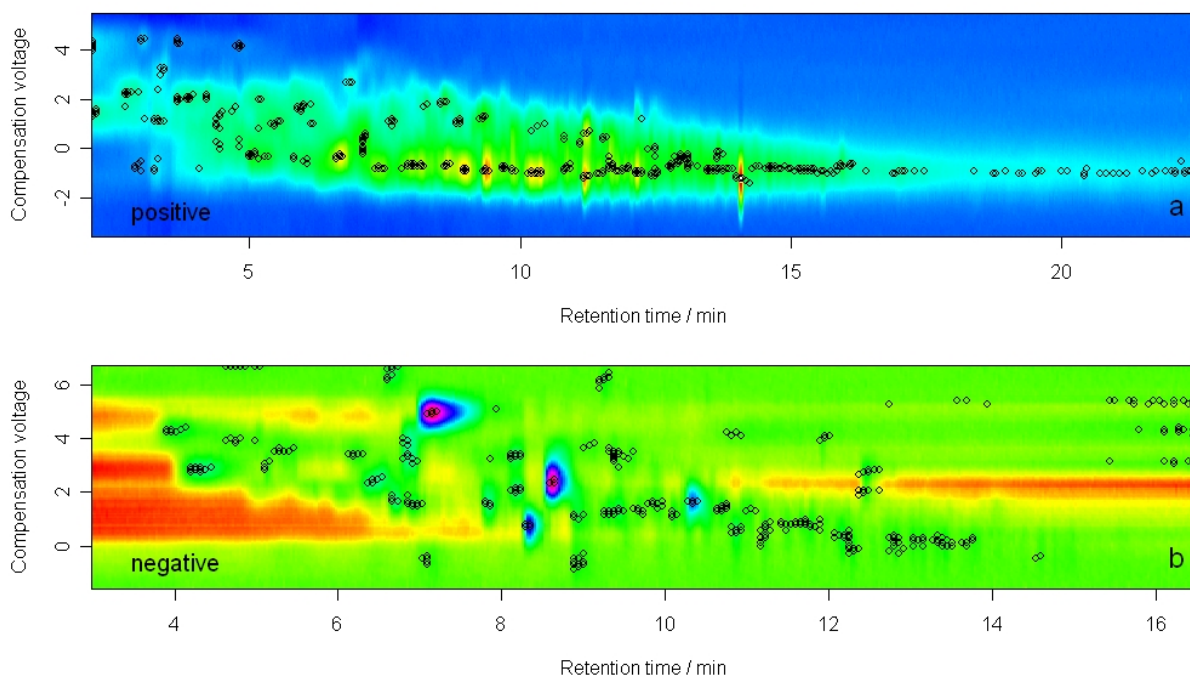 Compensation voltage
4
2
0
-2
positive
a
5 10 15 20
Retention time / min
Compensation voltage
6
4
2
0
negative
b
4 6 8 10 12 14 16
Retention time / min